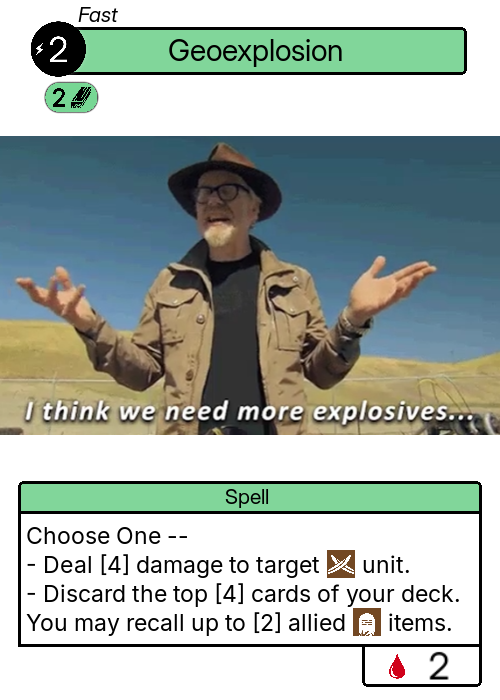 Fast
2
Geoexplosion
2
I think we need more explosives...
Spell
Choose One --
- Deal [4] damage to target unit.
- Discard the top [4] cards of your deck.
You may recall up to [2] allied items.
2